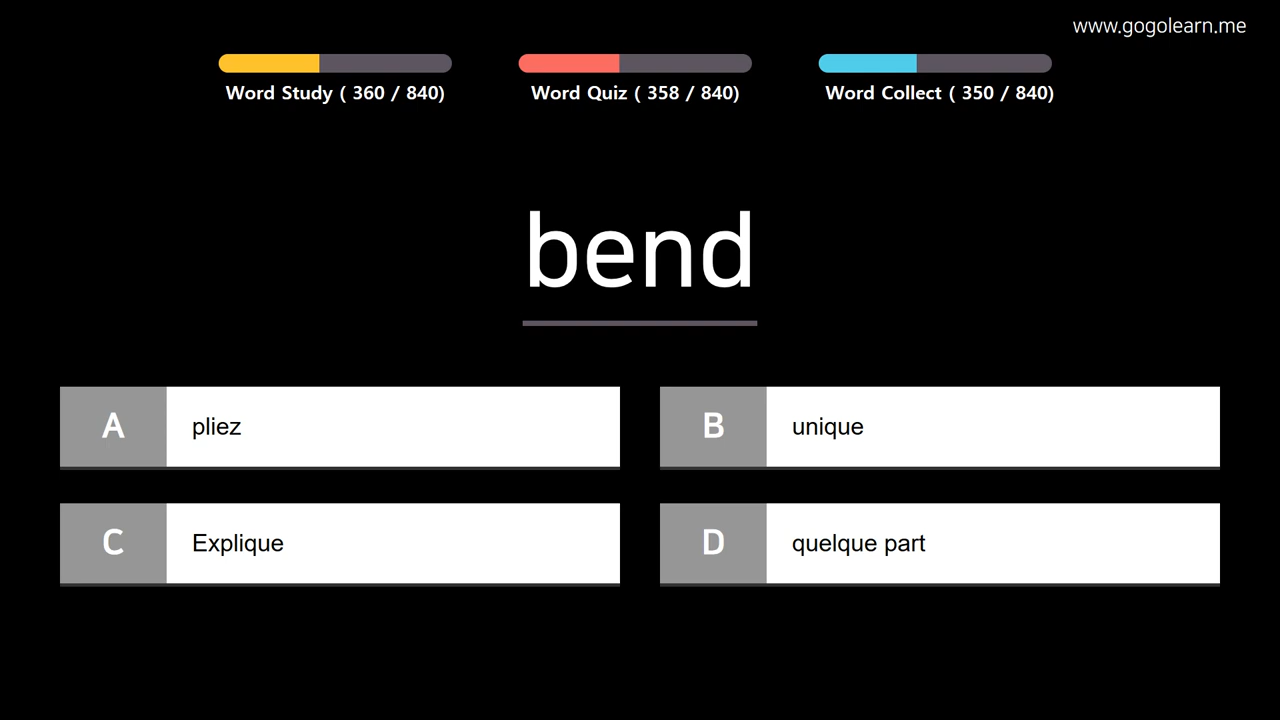 www.gogolearn.me
Word Study ( 360 / 840)
Word Quiz ( 358 / 840)
Word Collect ( 350 / 840)
bend
A pliez
B unique
C Explique
D quelque part